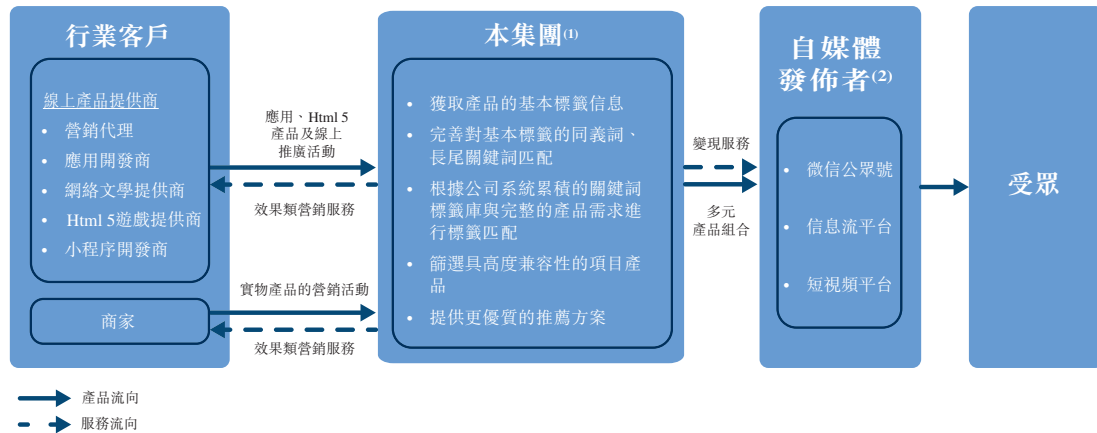 行業客戶
線上產品提供商
• 營銷代理
• 應用開發商
• 網絡文學提供商
• Html 5遊戲提供商
• 小程序開發商
商家
應用、Html 5
產品及線上
推廣活動
效果類營銷服務
實物產品的營銷活動
效果類營銷服務
本集團(1)
• 獲取產品的基本標籤信息
• 完善對基本標籤的同義詞、
長尾關鍵詞匹配
• 根據公司系統累積的關鍵詞
標籤庫與完整的產品需求進
行標籤匹配
• 篩選具高度兼容性的項目產
品
• 提供更優質的推薦方案
變現服務
多元
產品組合
自媒體
發佈者(2)
• 微信公眾號
• 信息流平台
• 短視頻平台
受眾
產品流向
服務流向